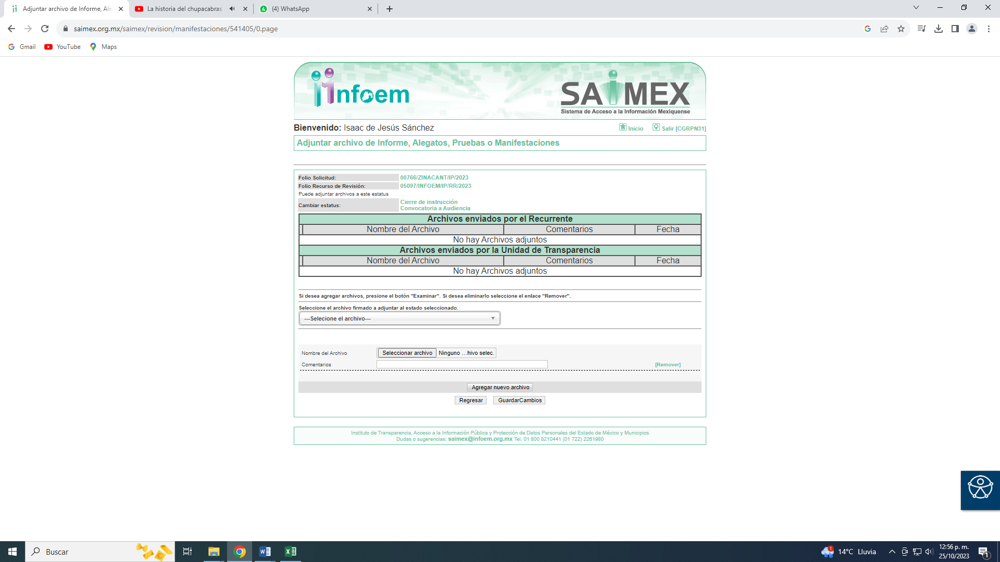 Adjuntar archivo de Informe, Ale
La historia del chupacabras
(4) WhatsApp
saimex.org.mx/saimex/revision/manifestaciones/541405/0.page
Gmail YouTube Maps
infoem
SAIMEX
Sistema de Acceso a la Información Mexiquense
Bienvenido: Isaac de Jesús Sánchez
Inicio Salir [CGRPN31]
Adjuntar archivo de Informe, Alegatos, Pruebas o Manifestaciones
Folio Solicitud: 00766/ZINACANT/IP/2023
Folio Recurso de Revisión: 05097/INFOEM/IP/RR/2023
Puede adjuntar archivos a este estatus
Cambiar estatus: Cierre de instrucción
Convocatoria a Audiencia
Archivos enviados por el Recurrente
Nombre del Archivo Comentarios Fecha
No hay Archivos adjuntos
Archivos enviados por la Unidad de Transparencia
Nombre del Archivo Comentarios Fecha
No hay Archivos adjuntos
Si desea agregar archivos, presione el botón "Examinar". Si desea eliminarlo seleccione el enlace "Remover".
Seleccione el archivo firmado a adjuntar al estado seleccionado.
---Selecione el archivo---
Nombre del Archivo Seleccionar archivo Ninguno ...hivo selec.
Comentarios [Remover]
Agregar nuevo archivo
Regresar GuardarCambios
Instituto de Transparencia, Acceso a la Información Pública y Protección de Datos Personales del Estado de México y Municipios
Dudas o sugerencias: saimex@infoem.org.mx Tel. 01 800 8210441 (01 722) 2261980
Buscar
14°C Lluvia
12:56 p. m.
25/10/2023
1